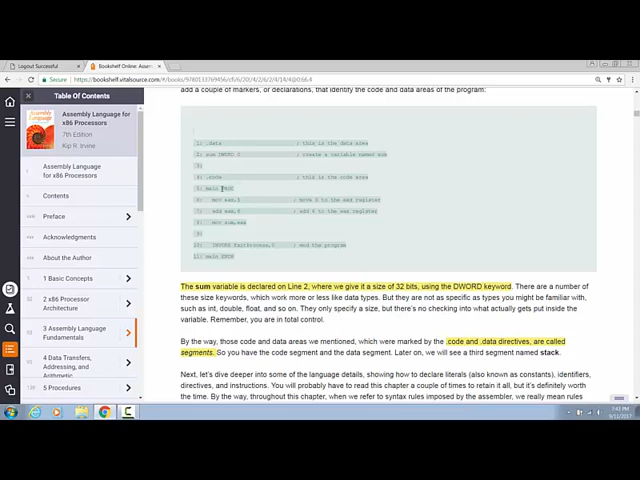 Logout Successful
Bookshelf Online: Assem
Secure
https://bookshelf.vitalsource.com/#/books/9780133769456/cfi/6/20!/4/2/6/2/4/14/4@0:66.4
Table Of Contents
Assembly Language for x86 Processors
7th Edition
Kip R. Irvine
Assembly Language
for x86 Processors
Contents
Preface
Acknowledgments
About the Author
1 Basic Concepts
2 x86 Processor
Architecture
3 Assembly Language
Fundamentals
4 Data Transfers,
Addressing, and
Arithmetic
5 Procedures
add a couple of markers, or declarations, that identify the code and data areas of the program:
1: .data ; this is the data area
2: sum DWORD 0 ; create a variable named sum
3:
4: .code ; this is the code area
5: main PROC
6: mov eax,5 ; move 5 to the eax register
7: add eax,6 ; add 6 to the eax register
8: mov sum,eax
9:
10: INVOKE ExitProcess,0 ; end the program
11: main ENDP
The sum variable is declared on Line 2, where we give it a size of 32 bits, using the DWORD keyword. There are a number of
these size keywords, which work more or less like data types. But they are not as specific as types you might be familiar with,
such as int, double, float, and so on. They only specify a size, but there's no checking into what actually gets put inside the
variable. Remember, you are in total control.
By the way, those code and data areas we mentioned, which were marked by the .code and .data directives, are called
segments. So you have the code segment and the data segment. Later on, we will see a third segment named stack.
Next, let's dive deeper into some of the language details, showing how to declare literals (also known as constants), identifiers,
directives, and instructions. You will probably have to read this chapter a couple of times to retain it all, but it's definitely worth
the time. By the way, throughout this chapter, when we refer to syntax rules imposed by the assembler, we really mean rules
7:43 PM
9/11/2017